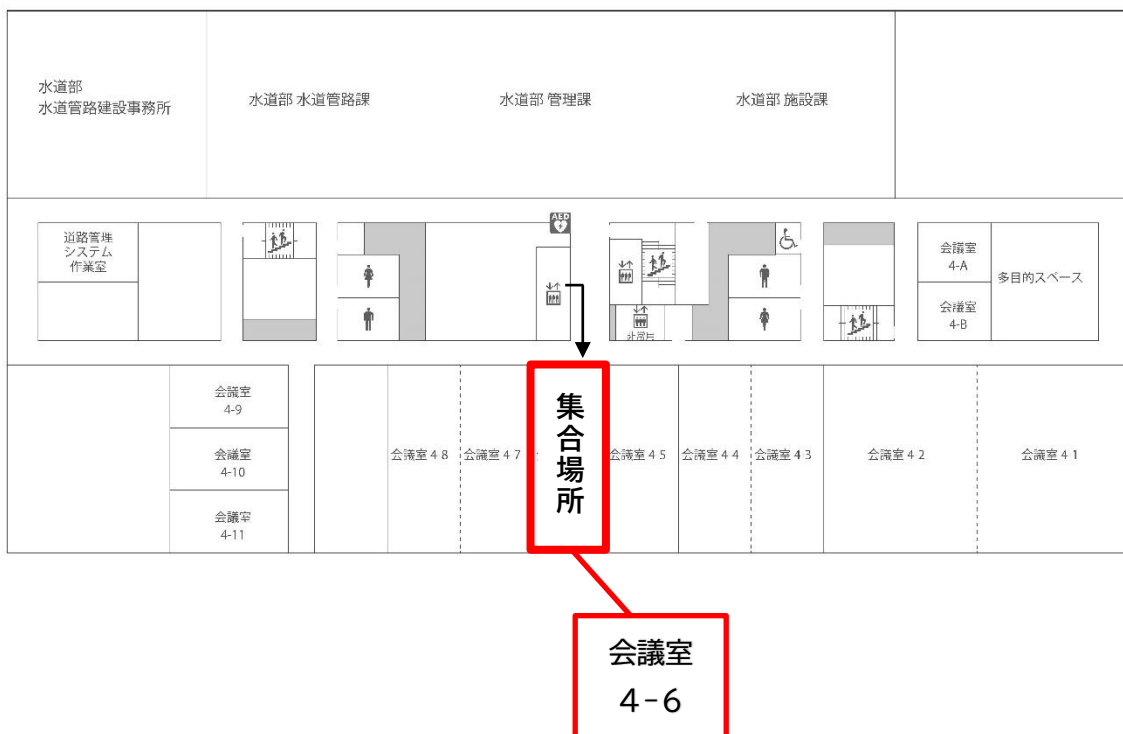 水道部
水道管路建設事務所
水道部 水道管路課
水道部 管理課
水道部 施設課
道路管理
システム
作業室
AED
会議室
4-A
会議室
4-B
多目的スペース
非常用
会議室
4-9
会議室
4-10
会議室
4-11
会議室 4 8
会議室 4 7
集合場所
会議室 4 5
会議室 4 4
会議室 4 3
会議室 4 2
会議室 4 1
会議室
4-6